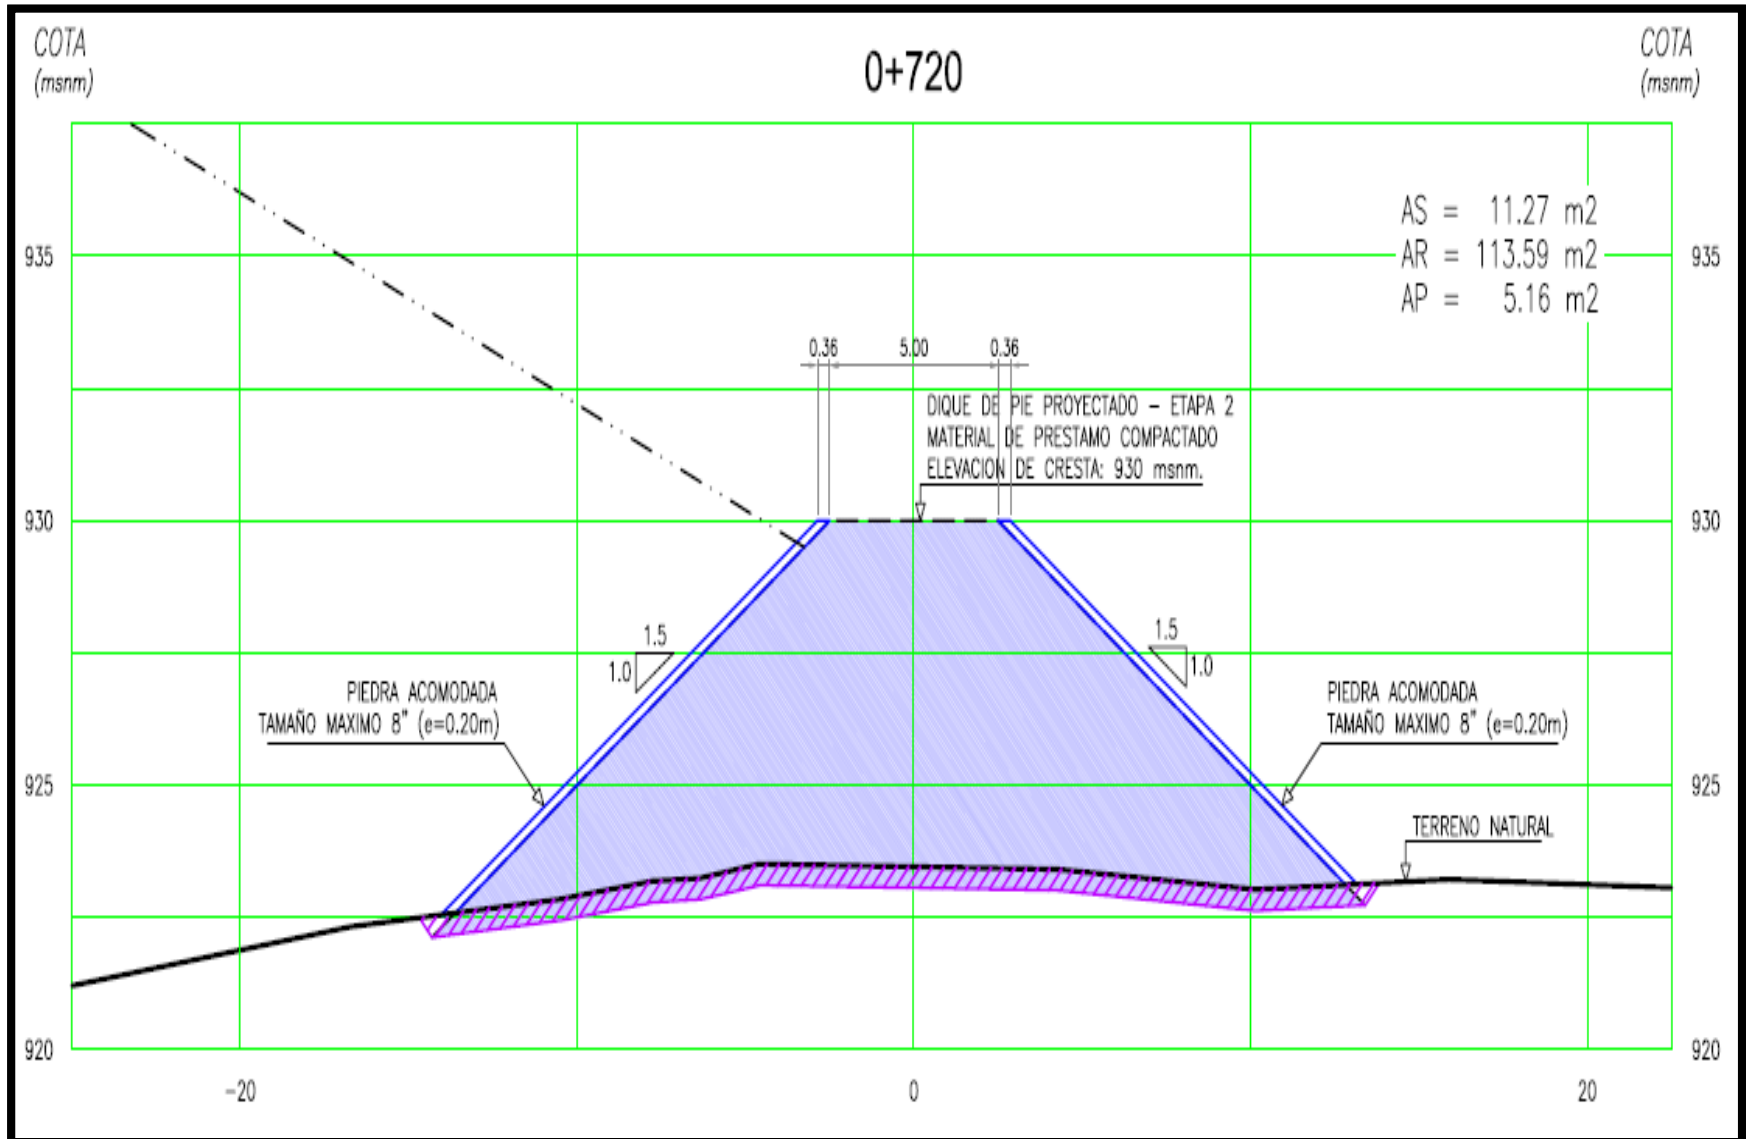 COTA
(msnm)
0+720
COTA
(msnm)
AS = 11.27 m2
935
AR = 113.59 m2
935
AP = 5.16 m2
0.36
5.00
0.36
DIQUE DE PIE PROYECTADO – ETAPA 2
MATERIAL DE PRESTAMO COMPACTADO
ELEVACION DE CRESTA: 930 msnm.
930
930
1.5
1.0
1.5
1.0
PIEDRA ACOMODADA
TAMAÑO MAXIMO 8" (e=0.20m)
PIEDRA ACOMODADA
TAMAÑO MAXIMO 8" (e=0.20m)
925
925
TERRENO NATURAL
920
920
-20
0
20